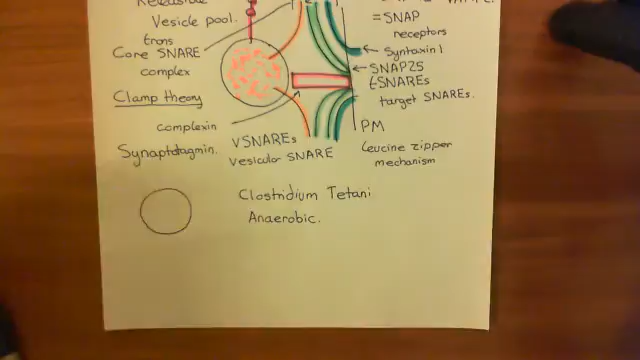 Releasable
Vesicle pool.
trans
Core SNARE
complex
Clamp theory
complexin
Synaptotagmin.
VSNAREs
Vesicular SNARE
= SNAP
receptors
Syntaxin 1
SNAP25
tSNAREs
target SNAREs.
PM
Leucine zipper
mechanism
Clostridium Tetani
Anaerobic.